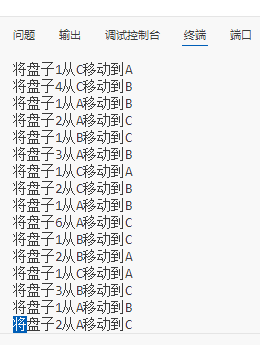 问题 输出 调试控制台 终端 端口
将盘子1从C移动到A
将盘子4从C移动到B
将盘子1从A移动到B
将盘子2从A移动到C
将盘子1从B移动到C
将盘子3从A移动到B
将盘子1从C移动到A
将盘子2从C移动到B
将盘子1从A移动到B
将盘子6从A移动到C
将盘子1从B移动到C
将盘子2从B移动到A
将盘子1从C移动到A
将盘子3从B移动到C
将盘子1从A移动到B
将盘子2从A移动到C